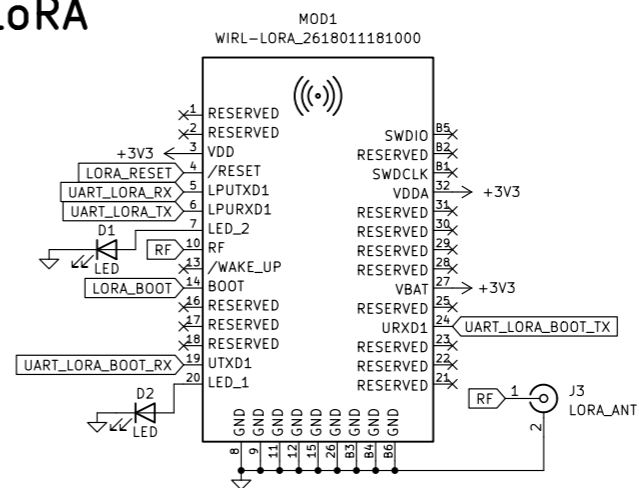 LoRA
MOD1
WIRL-LORA_2618011181000
1 RESERVED
2 RESERVED
+3V3 3 VDD
LORA_RESET 4 /RESET
UART_LORA_RX 5 LPUTXD1
UART_LORA_TX 6 LPURXD1
7 LED_2
D1
LED
RF 10 RF
13 /WAKE_UP
LORA_BOOT 14 BOOT
16 RESERVED
17 RESERVED
18 RESERVED
UART_LORA_BOOT_RX 19 UTXD1
20 LED_1
D2
LED
SWDIO B5
RESERVED B2
SWDCLK B1
VDDA 32 +3V3
RESERVED 31
RESERVED 30
RESERVED 29
RESERVED 28
VBAT 27 +3V3
RESERVED 25
URXD1 24 UART_LORA_BOOT_TX
RESERVED 23
RESERVED 22
RESERVED 21
GND GND GND GND GND GND GND GND GND
8 9 11 12 15 26 B3 B4 B6
RF 1 J3
LORA_ANT
2